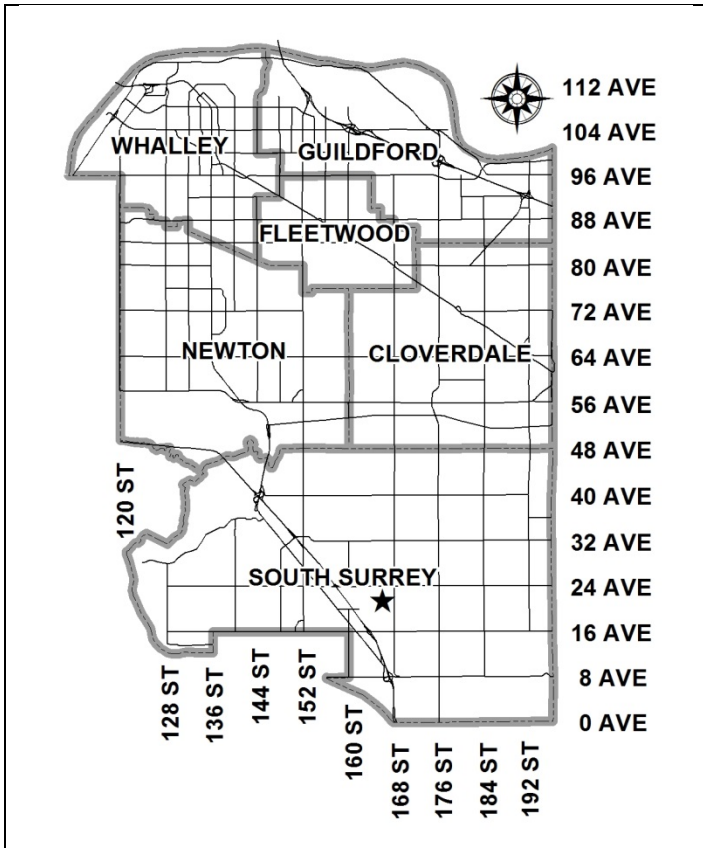 112 AVE
104 AVE
WHALLEY
GUILDFORD
96 AVE
88 AVE
FLEETWOOD
80 AVE
72 AVE
NEWTON
CLOVERDALE
64 AVE
56 AVE
48 AVE
120 ST
40 AVE
32 AVE
SOUTH SURREY
24 AVE
16 AVE
128 ST
136 ST
144 ST
152 ST
160 ST
8 AVE
0 AVE
168 ST
176 ST
184 ST
192 ST